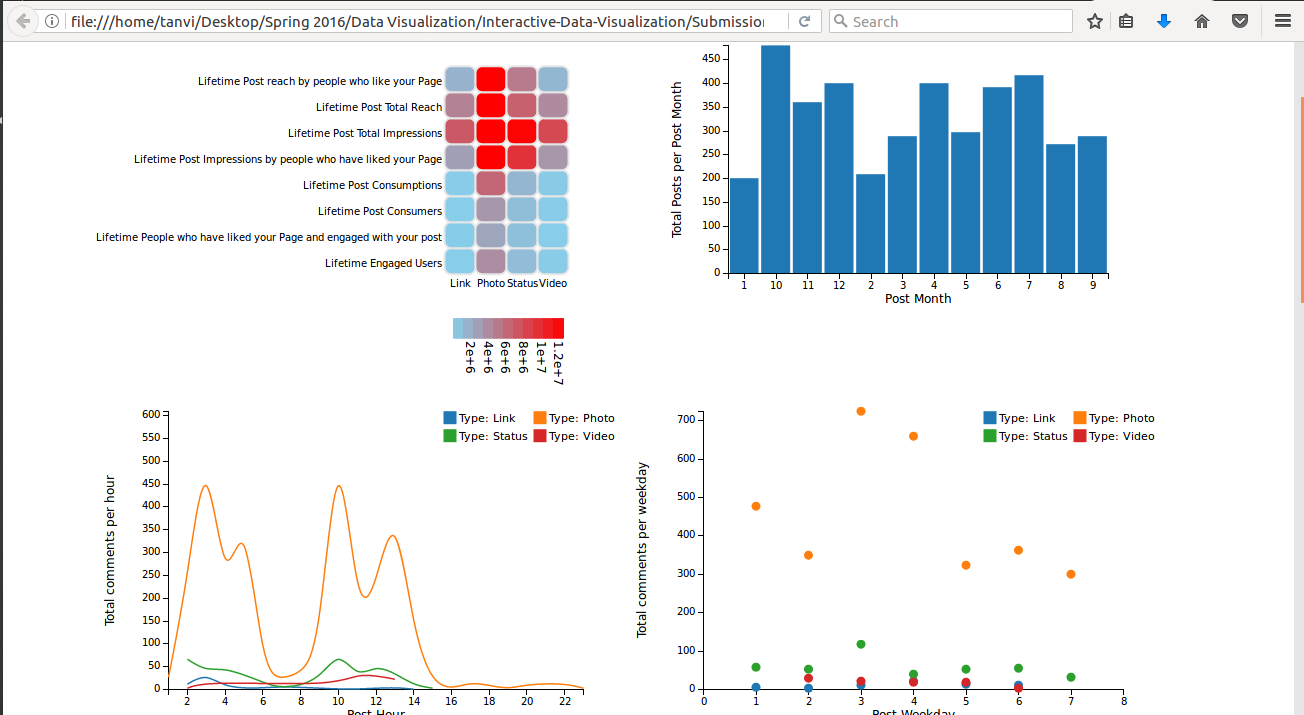 file:///home/tanvi/Desktop/Spring 2016/Data Visualization/Interactive-Data-Visualization/Submission
Search
Lifetime Post reach by people who like your Page
Lifetime Post Total Reach
Lifetime Post Total Impressions
Lifetime Post Impressions by people who have liked your Page
Lifetime Post Consumptions
Lifetime Post Consumers
Lifetime People who have liked your Page and engaged with your post
Lifetime Engaged Users
Link Photo Status Video
2e+6 4e+6 6e+6 8e+6 1e+7 1.2e+7
Total Posts per Post Month
450
400
350
300
250
200
150
100
50
0
1 10 11 12 2 3 4 5 6 7 8 9
Post Month
Type: Link Type: Photo
Type: Status Type: Video
Total comments per hour
600
550
500
450
400
350
300
250
200
150
100
50
0
2 4 6 8 10 12 14 16 18 20 22
Post Hour
Type: Link Type: Photo
Type: Status Type: Video
Total comments per weekday
700
600
500
400
300
200
100
0
0 1 2 3 4 5 6 7 8
Post Weekday